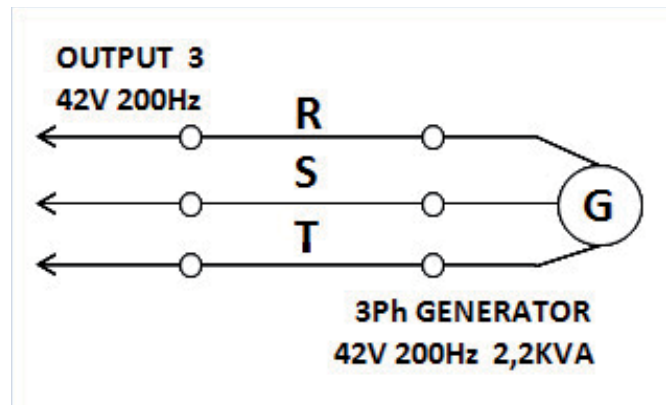 OUTPUT 3
42V 200Hz
R
S
T
G
3Ph GENERATOR
42V 200Hz 2,2KVA